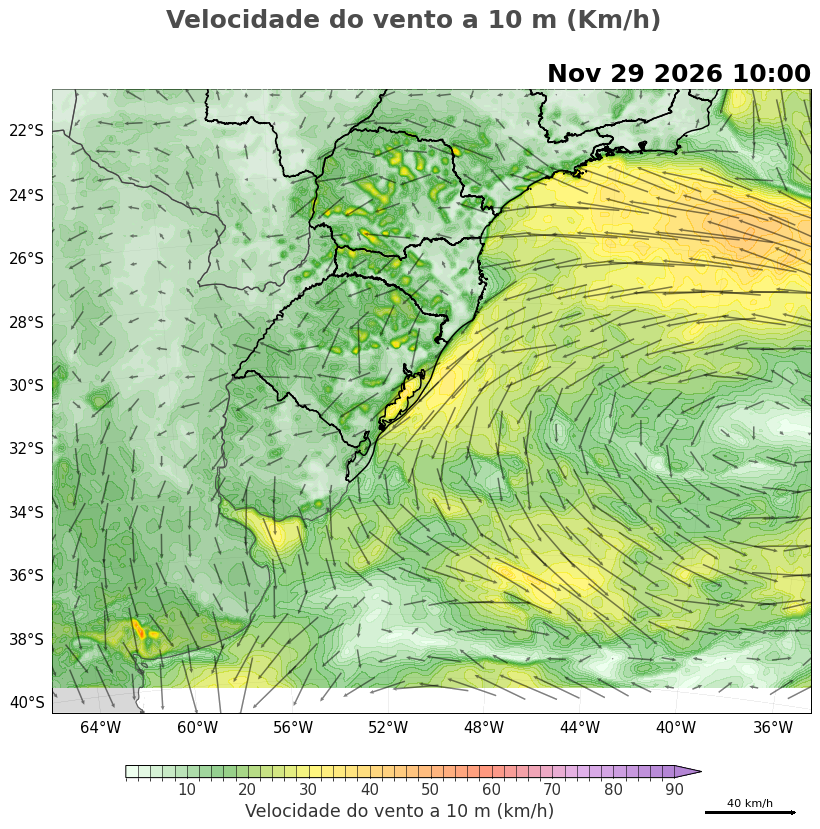 Velocidade do vento a 10 m (Km/h)
Nov 29 2026 10:00
22°S
24°S
26°S
28°S
30°S
32°S
34°S
36°S
38°S
40°S
64°W 60°W 56°W 52°W 48°W 44°W 40°W 36°W
10 20 30 40 50 60 70 80 90
Velocidade do vento a 10 m (km/h)
40 km/h